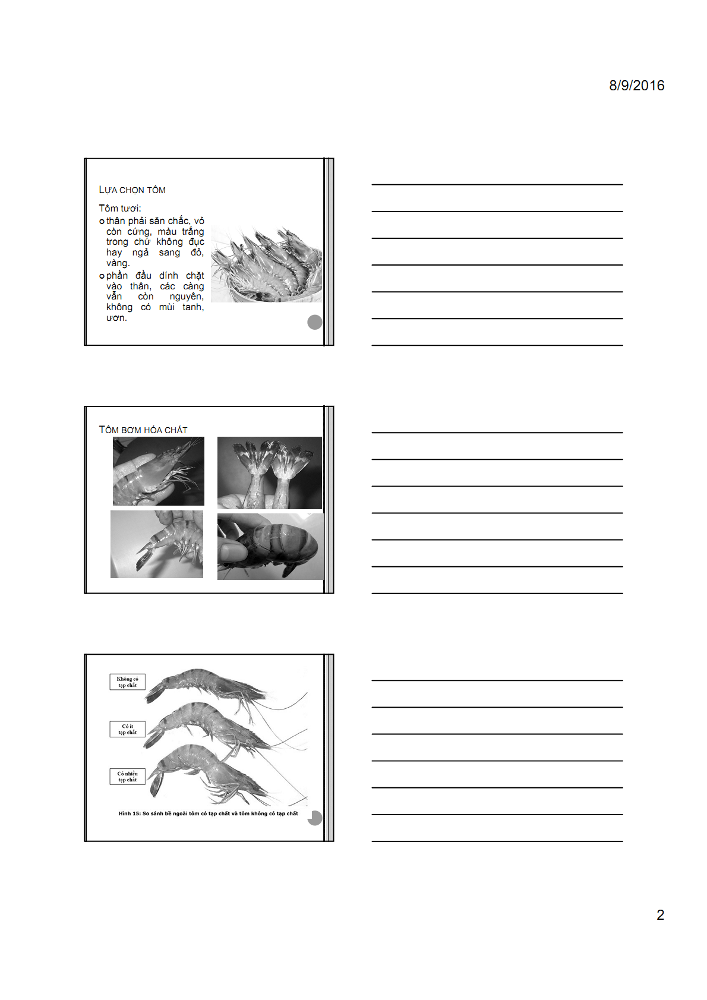 8/9/2016
LỰA CHỌN TÔM
Tôm tươi:
thân phải săn chắc, vỏ
còn cứng, màu trắng
trong chứ không đục
hay ngả sang đỏ,
vàng.
phần đầu dính chặt
vào thân, các càng
vẫn còn nguyên,
không có mùi tanh,
ươn.
TÔM BƠM HÓA CHẤT
Không có
tạp chất
Có ít
tạp chất
Có nhiều
tạp chất
Hình 15: So sánh bề ngoài tôm có tạp chất và tôm không có tạp chất
2